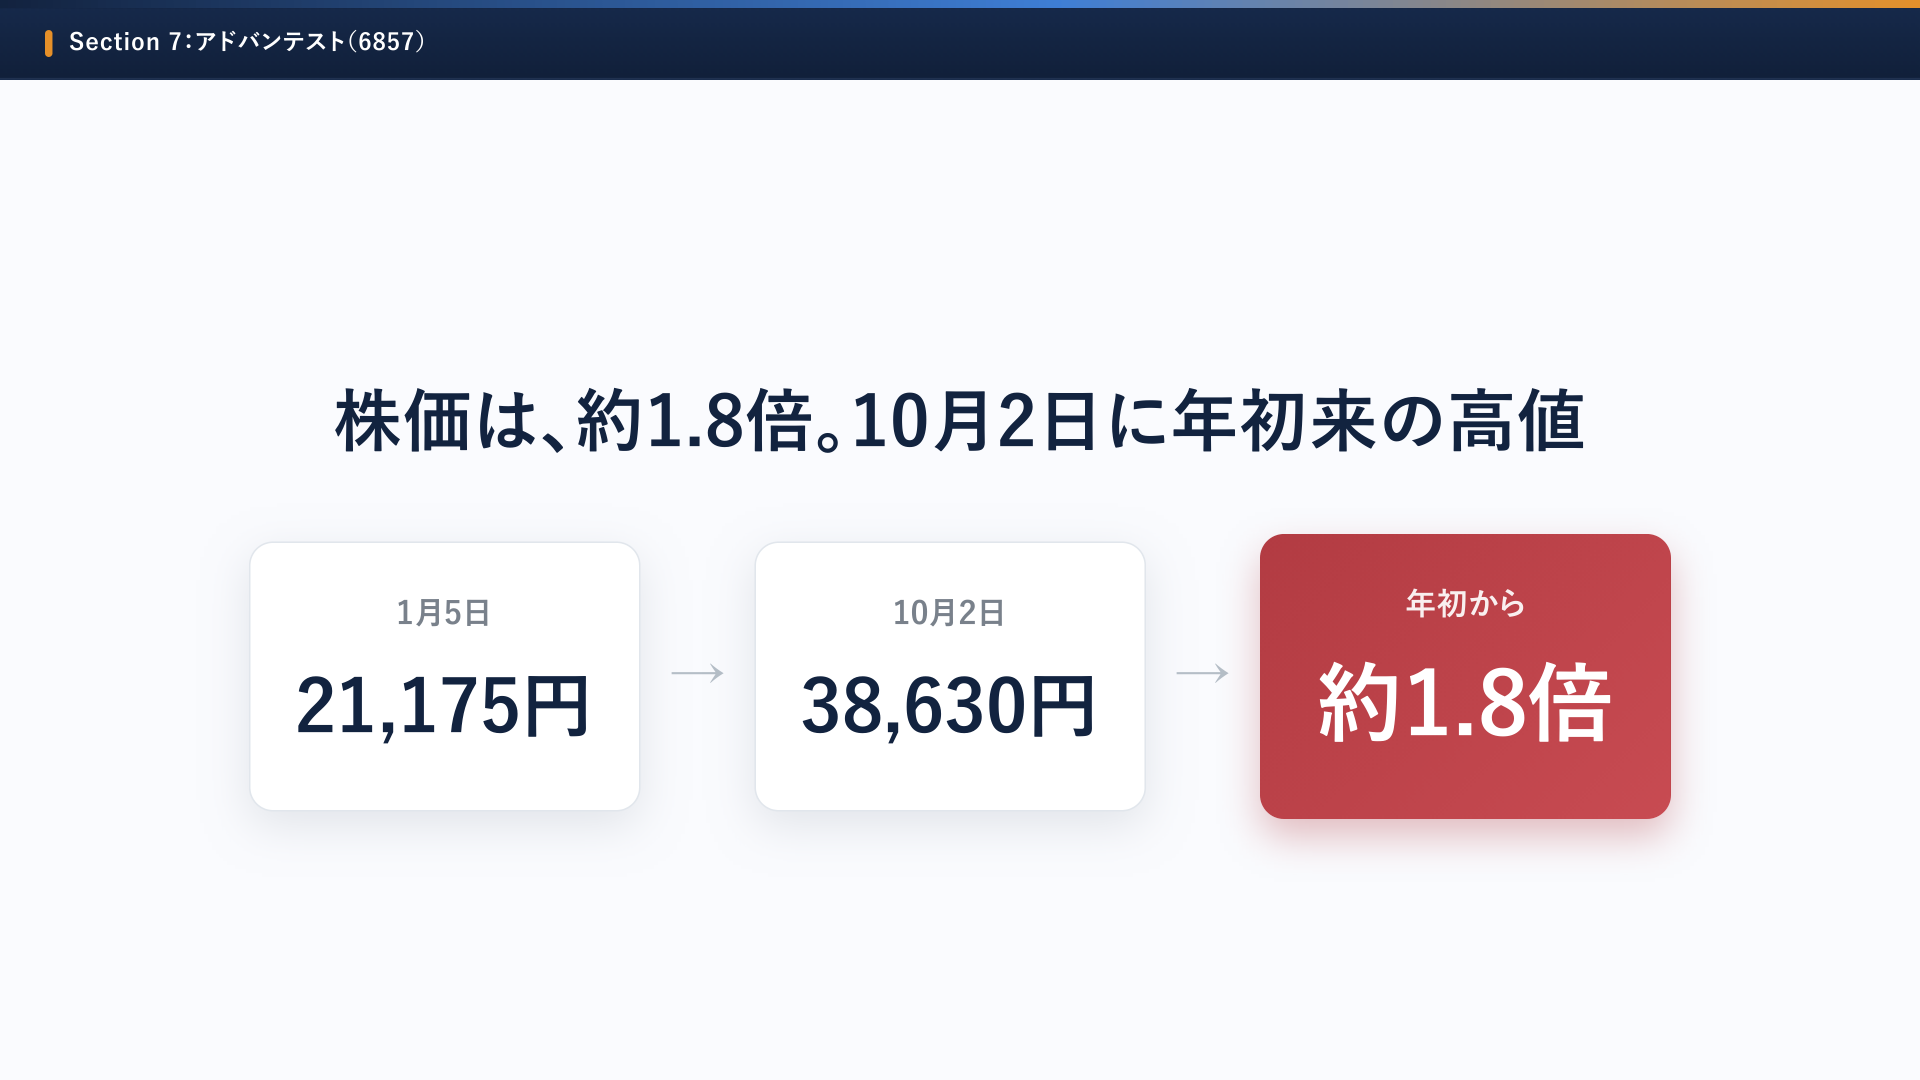 Section 7：アドバンテスト（6857）
株価は、約1.8倍。10月2日に年初来の高値
1月5日
21,175円
→
10月2日
38,630円
→
年初から
約1.8倍